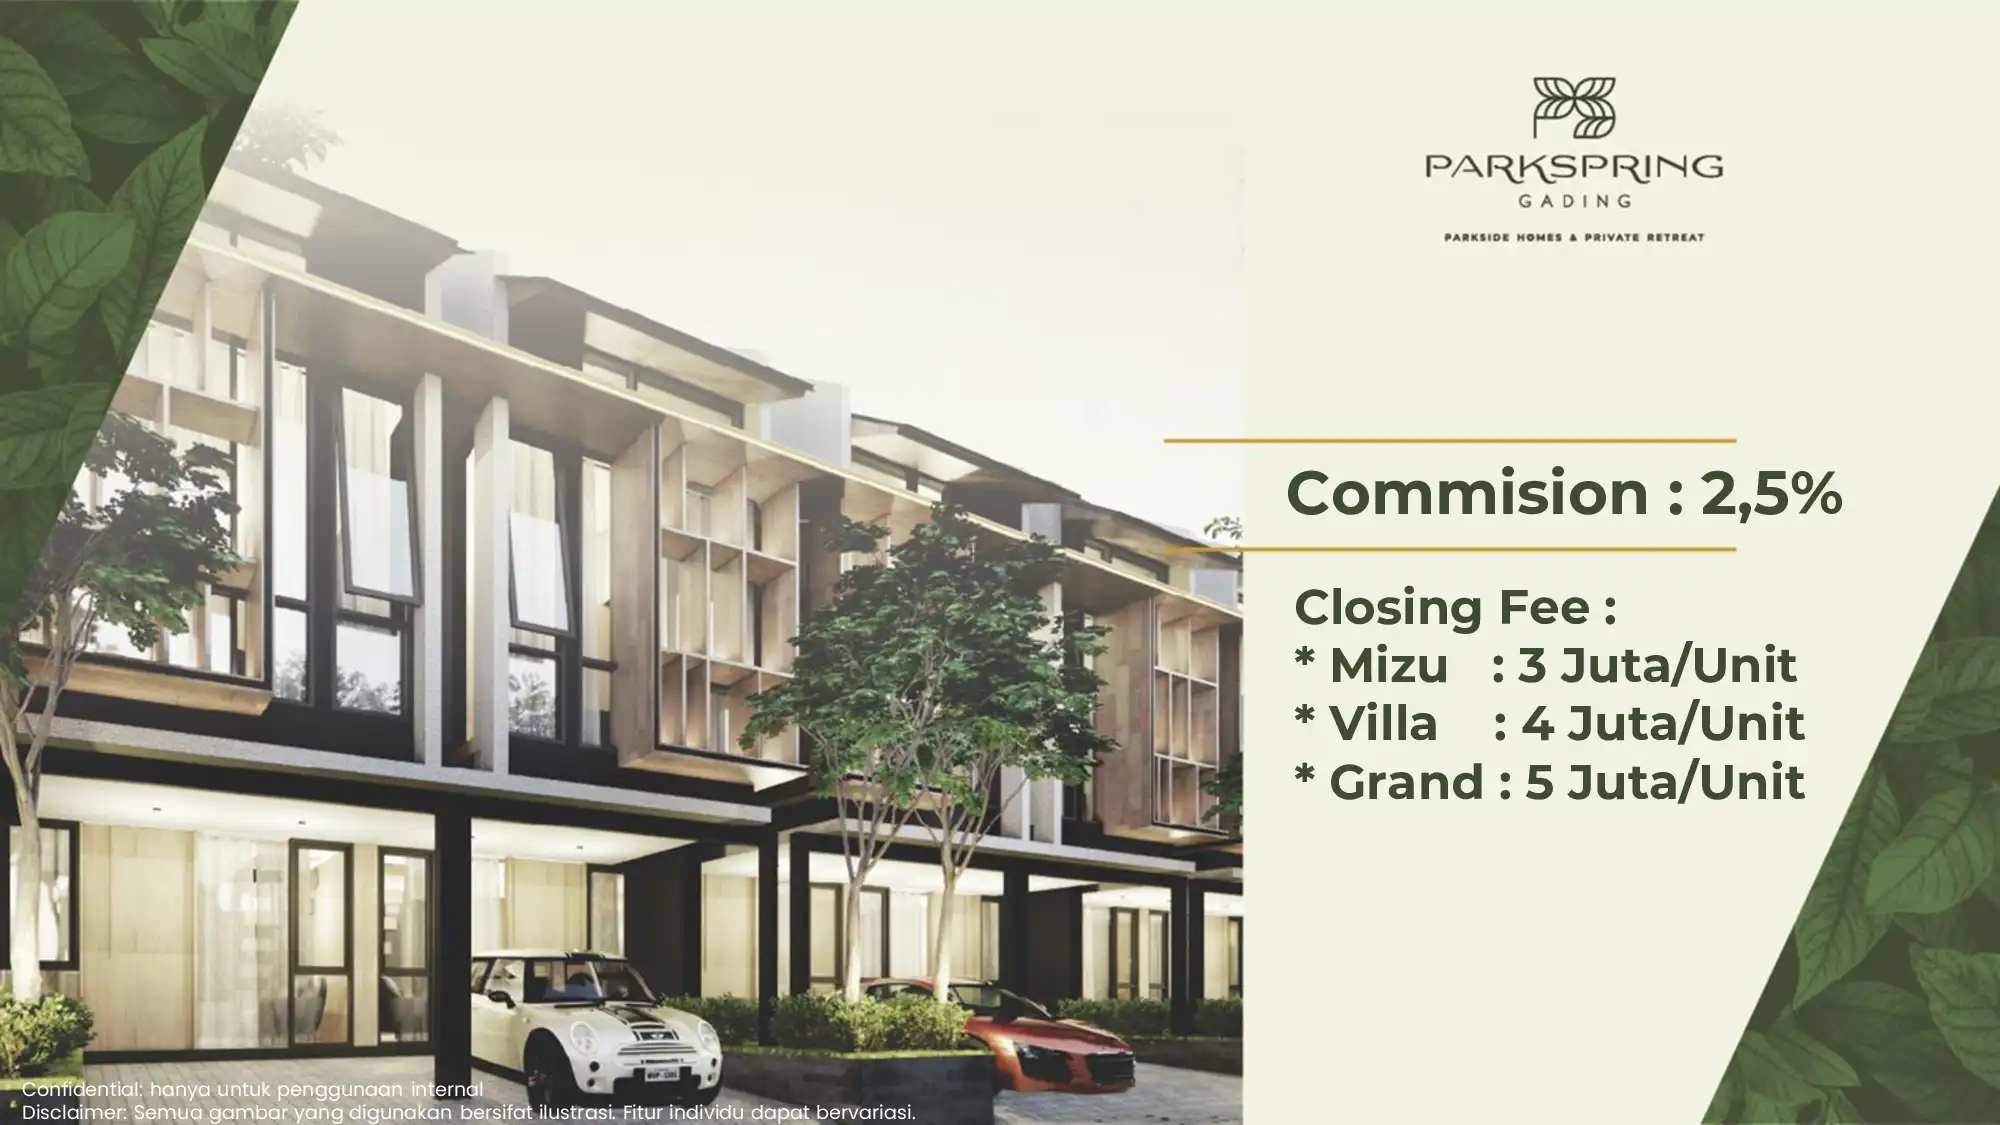 PARKSPRING
GADING
PARKSIDE HOMES & PRIVATE RETREAT
Commision : 2,5%
Closing Fee :
* Mizu : 3 Juta/Unit
* Villa : 4 Juta/Unit
* Grand : 5 Juta/Unit
Confidential: hanya untuk penggunaan internal
Disclaimer: Semua gambar yang digunakan bersifat ilustrasi. Fitur individu dapat bervariasi.